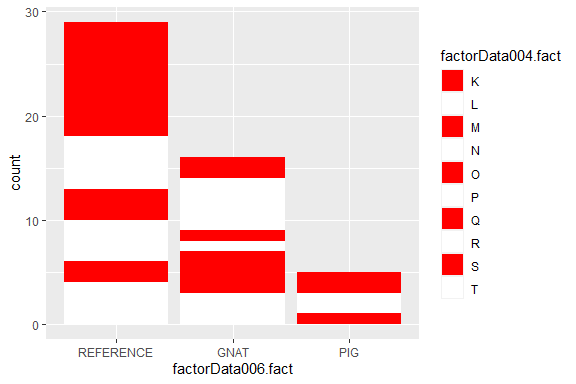 30
20
10
0
count
REFERENCE GNAT PIG
factorData006.fact
factorData004.fact
K
L
M
N
O
P
Q
R
S
T